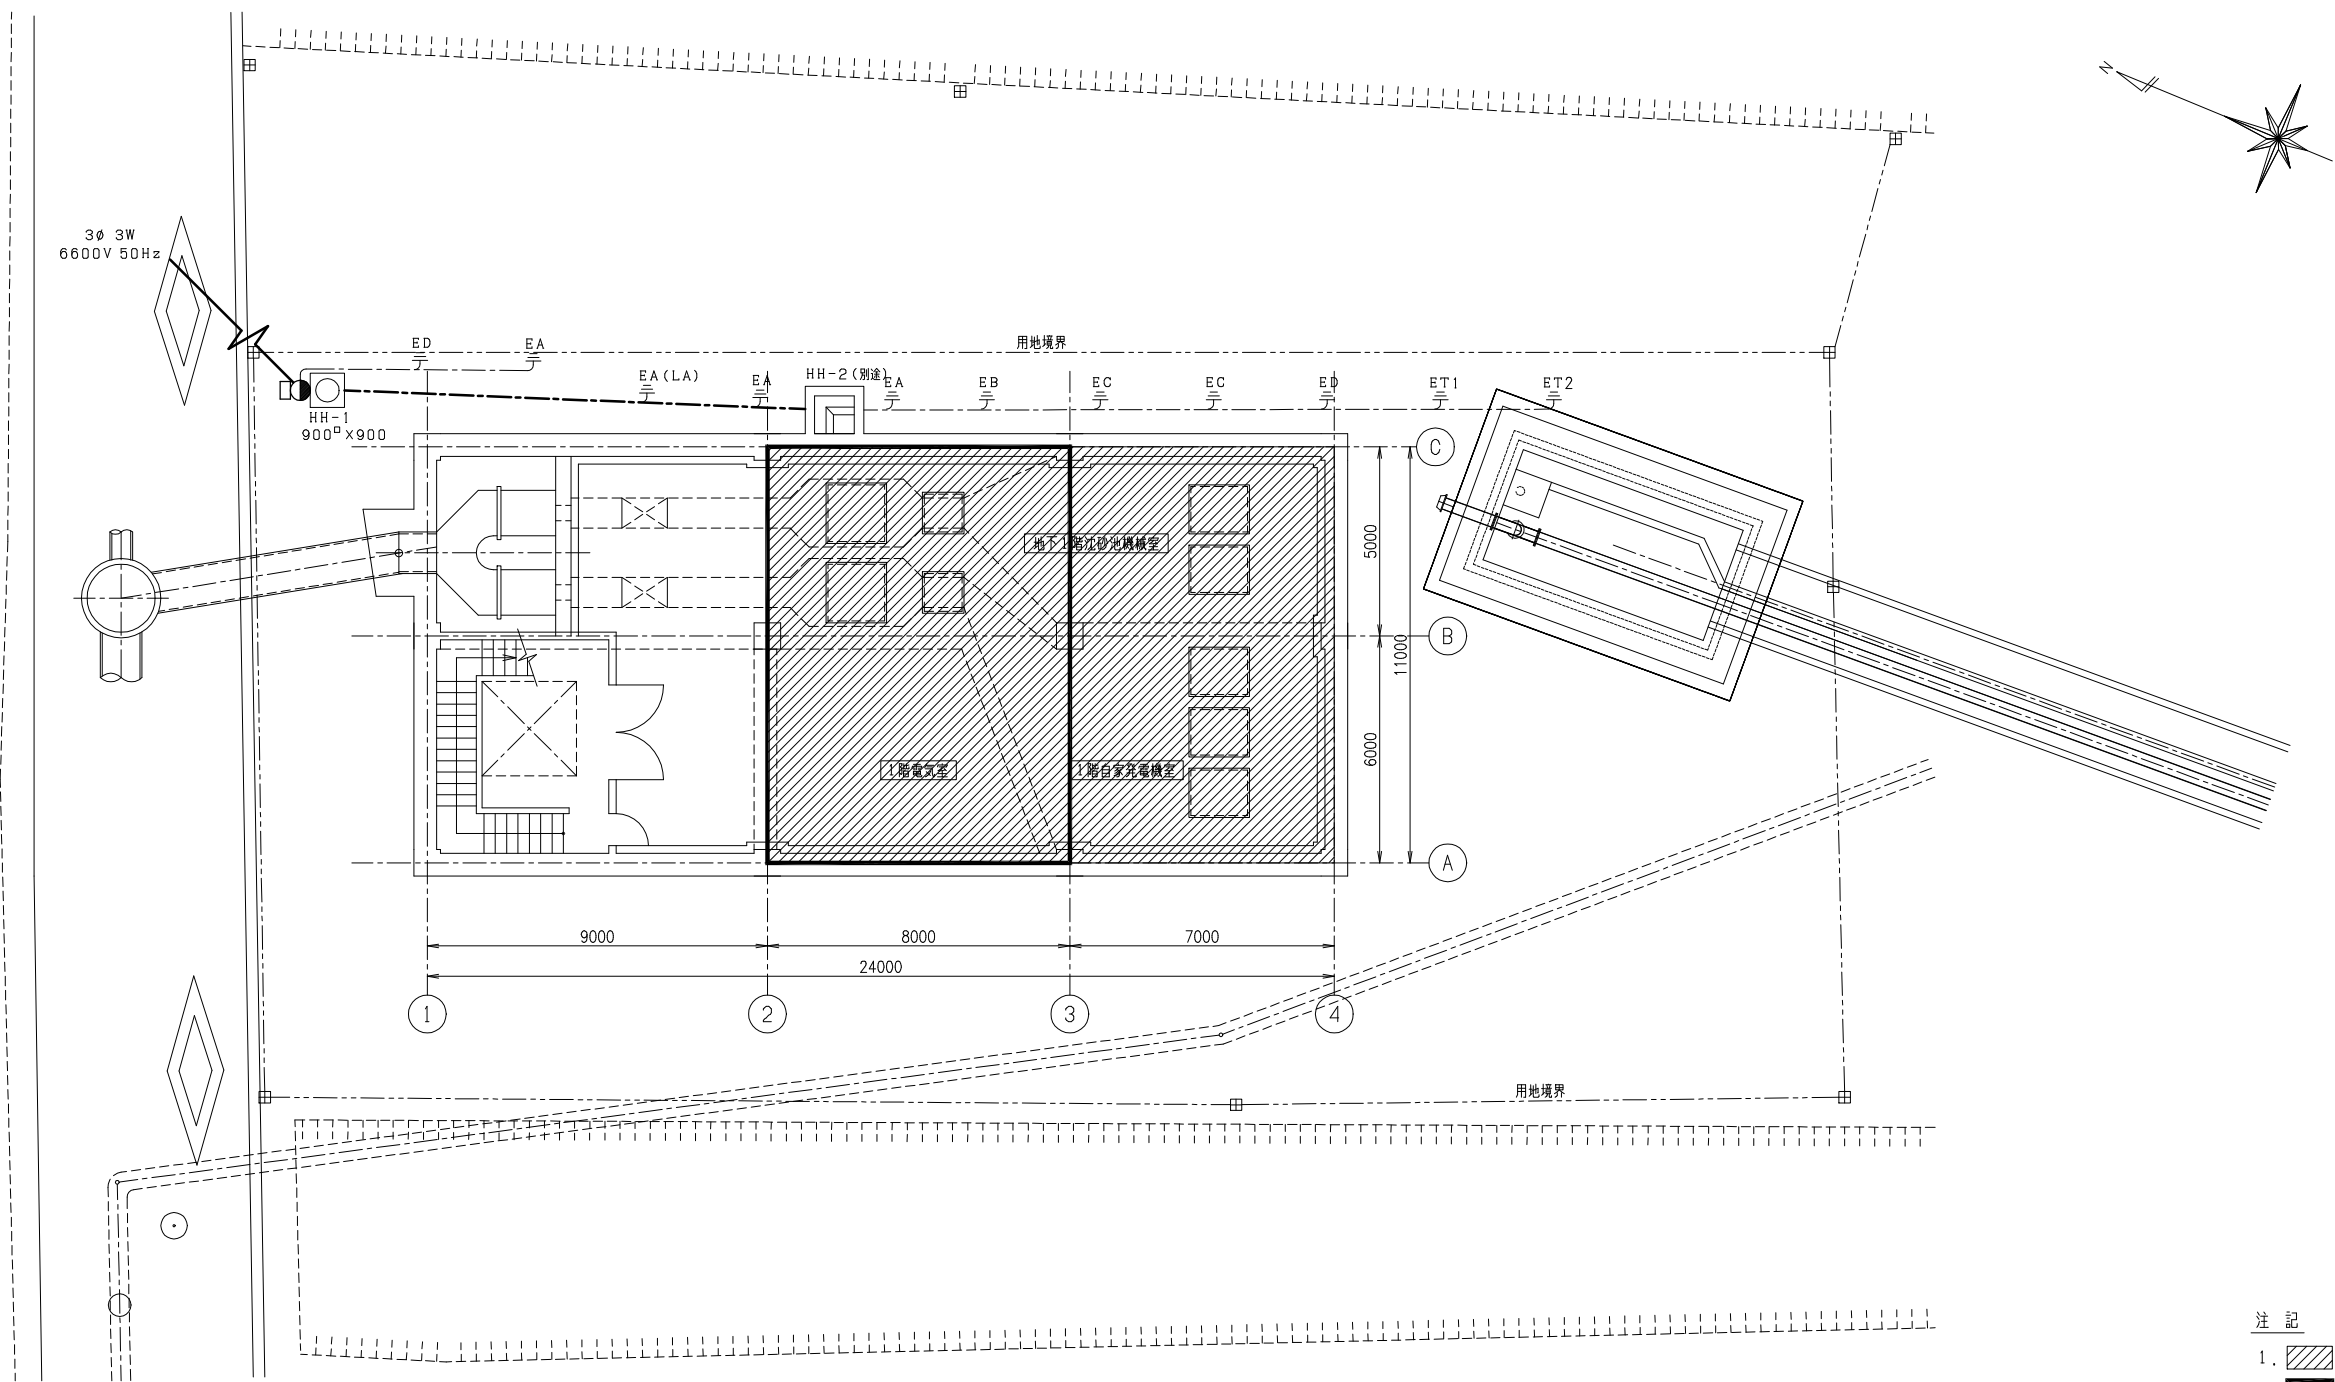 N
3φ 3W
6600V 50Hz
用地境界
ED
EA
EA(LA)
EA
HH-2(別途)
EA
EB
EC
EC
ED
ET1
ET2
HH-1
900□×900
C
5000
地下1階沈砂池機械室
11000
B
6000
1階電気室
1階自家発電機室
A
9000
8000
7000
24000
1
2
3
4
用地境界
注 記
1.